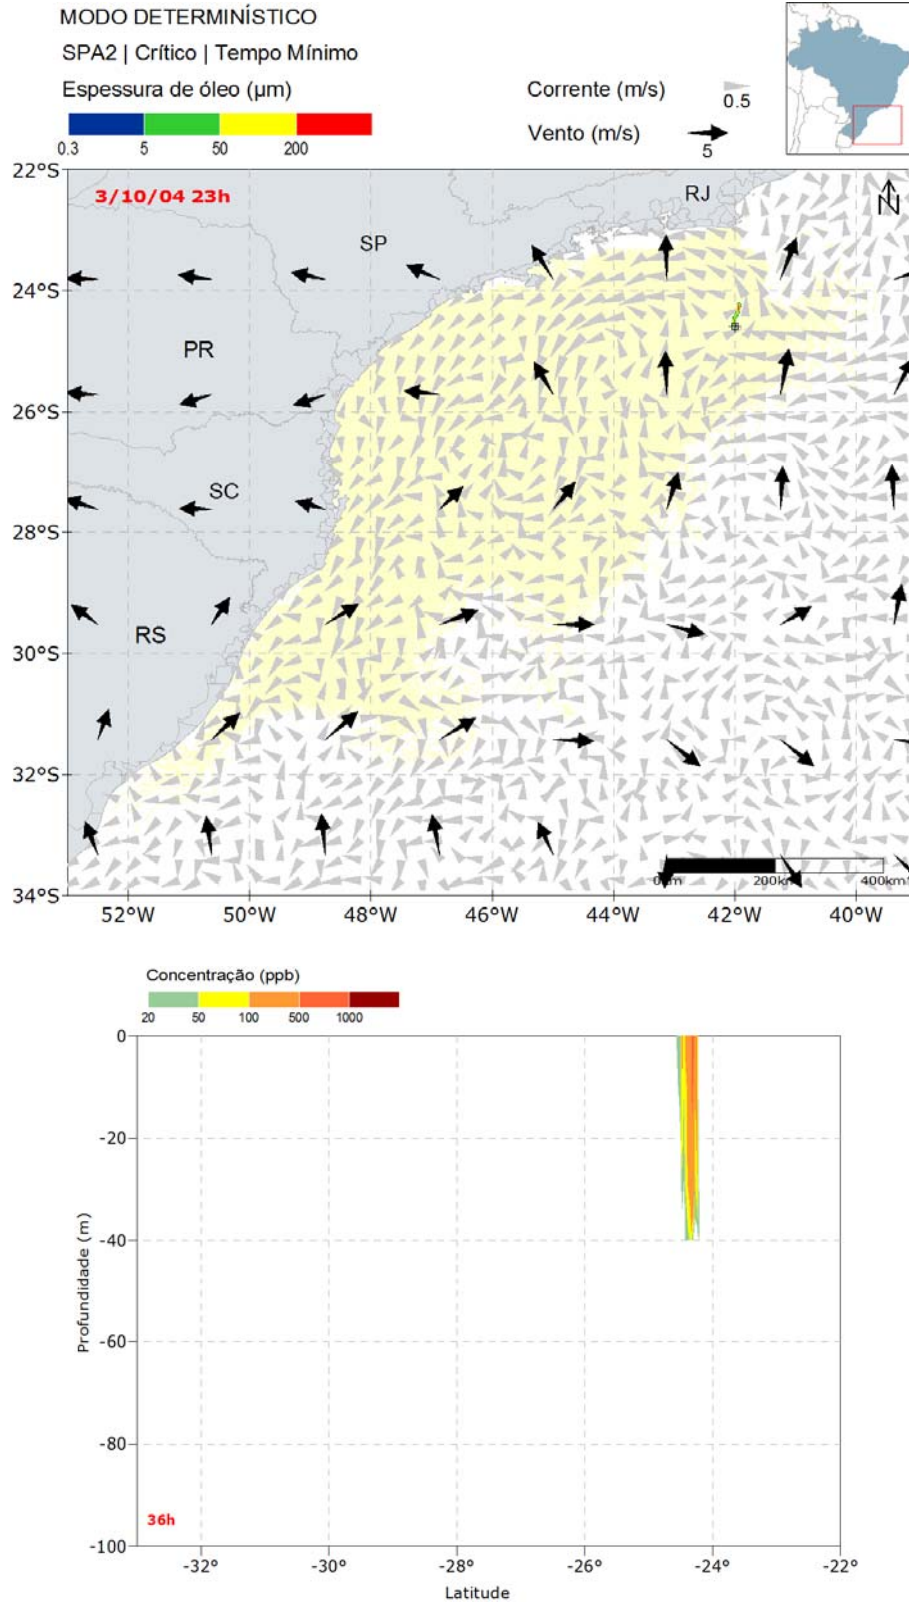 MODO DETERMINÍSTICO
SPA2 | Crítico | Tempo Mínimo
Espessura de óleo (µm)
0.3 5 50 200
Corrente (m/s)
0.5
Vento (m/s)
5
22°S
24°S
26°S
28°S
30°S
32°S
34°S
3/10/04 23h
RJ
N
SP
PR
SC
RS
200km
400km
52°W 50°W 48°W 46°W 44°W 42°W 40°W
Concentração (ppb)
20 50 100 500 1000
0
-20
-40
-60
-80
-100
Profundidade (m)
36h
-32° -30° -28° -26° -24° -22°
Latitude